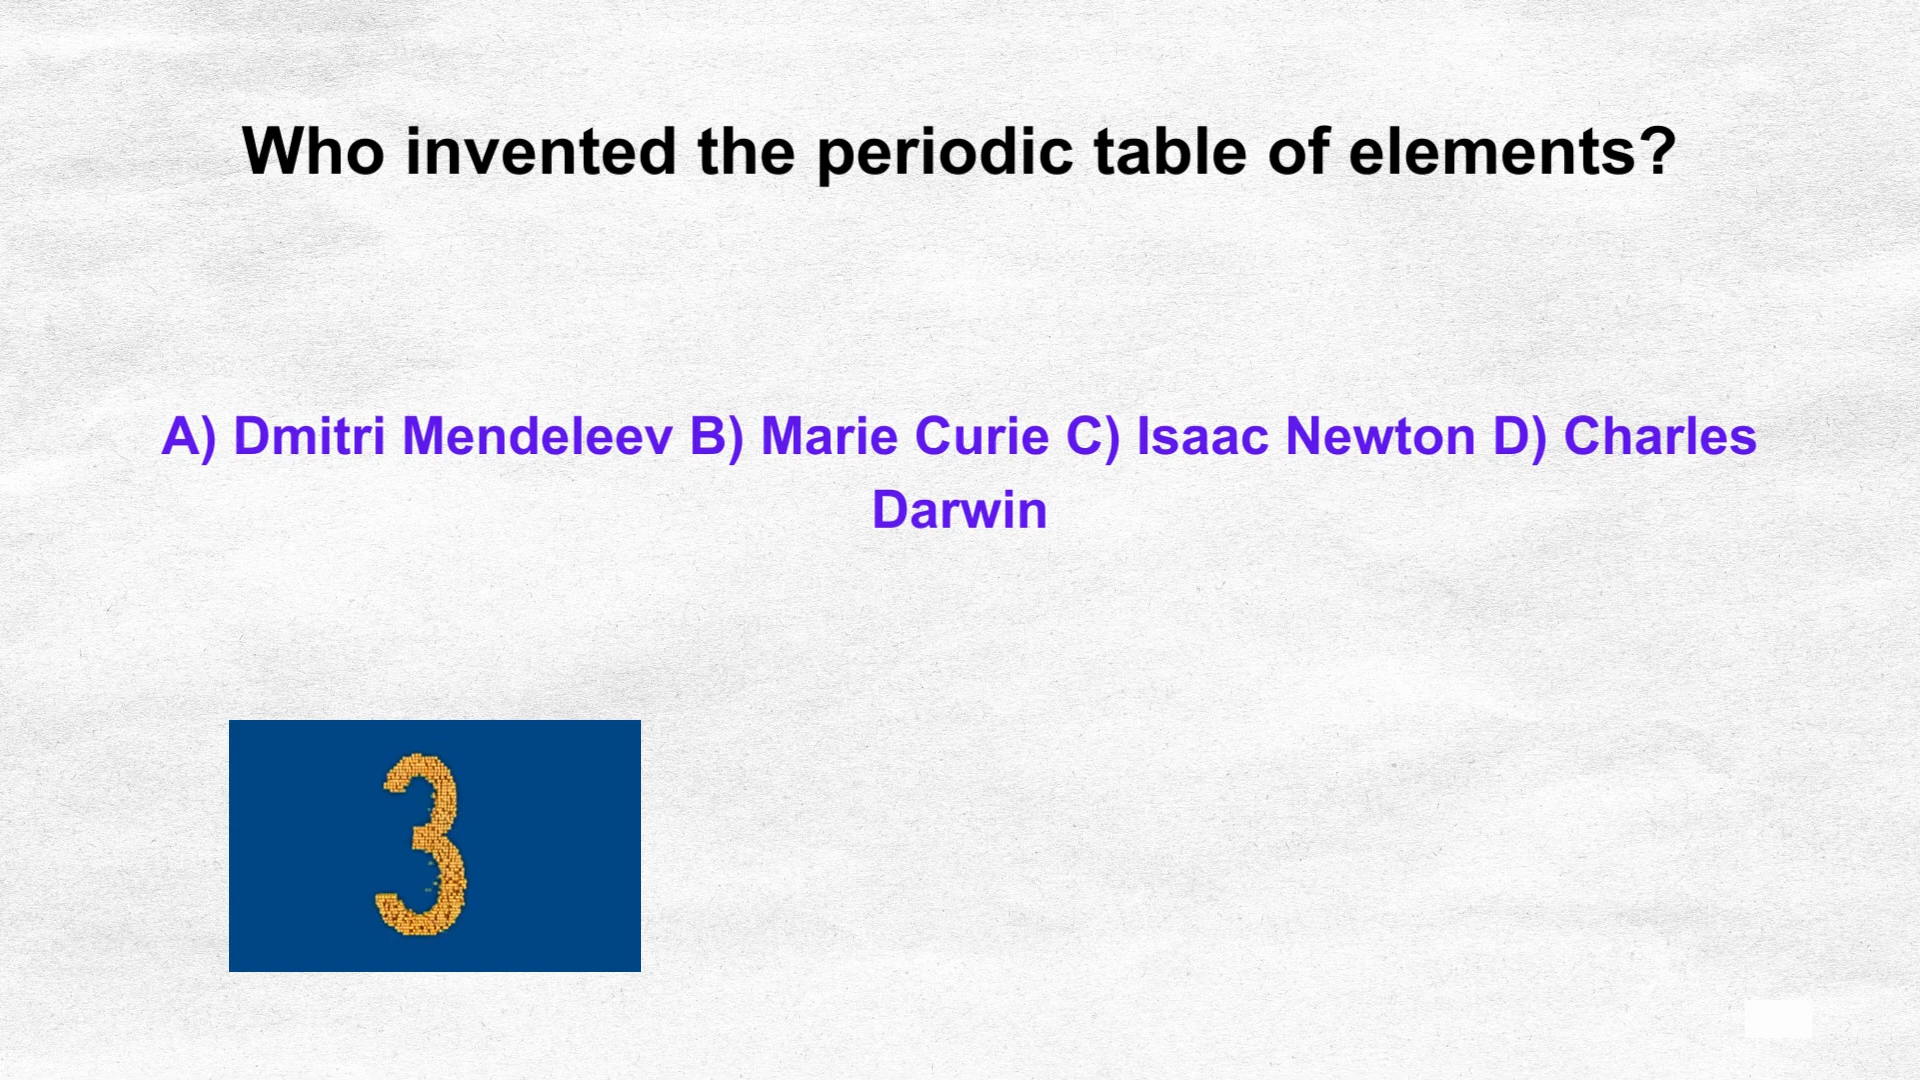 Who invented the periodic table of elements?
A) Dmitri Mendeleev B) Marie Curie C) Isaac Newton D) Charles
Darwin
3